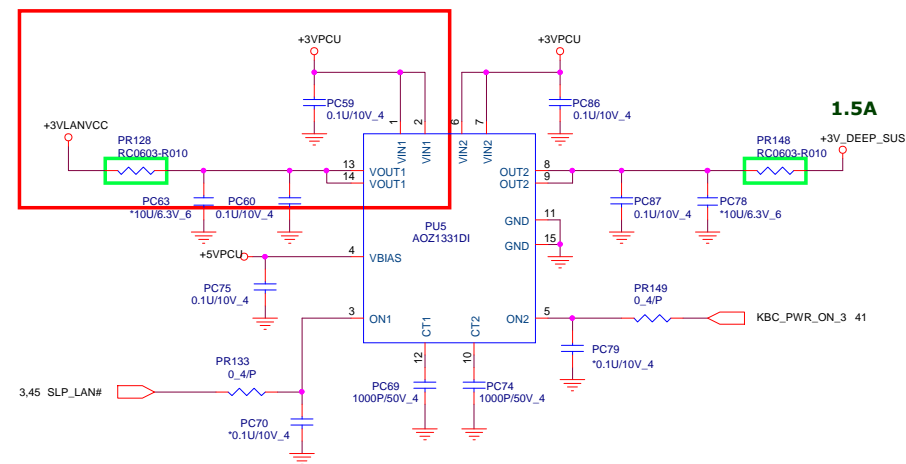 +3VPCU
+3VPCU
PC59
0.1U/10V_4
PC86
0.1U/10V_4
1.5A
+3VLANVCC
PR128
RC0603-R010
1
2
6
7
VIN1
VIN1
VIN2
VIN2
PR148
RC0603-R010
+3V_DEEP_SUS
13
14
VOUT1
VOUT1
OUT2
OUT2
8
9
PC63
*10U/6.3V_6
PC60
0.1U/10V_4
PC87
0.1U/10V_4
PC78
*10U/6.3V_6
PU5
AOZ1331DI
GND
11
GND
15
+5VPCU
4
VBIAS
PC75
0.1U/10V_4
PR149
0_4/P
3
ON1
ON2
5
KBC_PWR_ON_3 41
CT1
CT2
12
10
PC79
*0.1U/10V_4
PR133
0_4/P
3,45 SLP_LAN#
PC69
1000P/50V_4
PC74
1000P/50V_4
PC70
*0.1U/10V_4